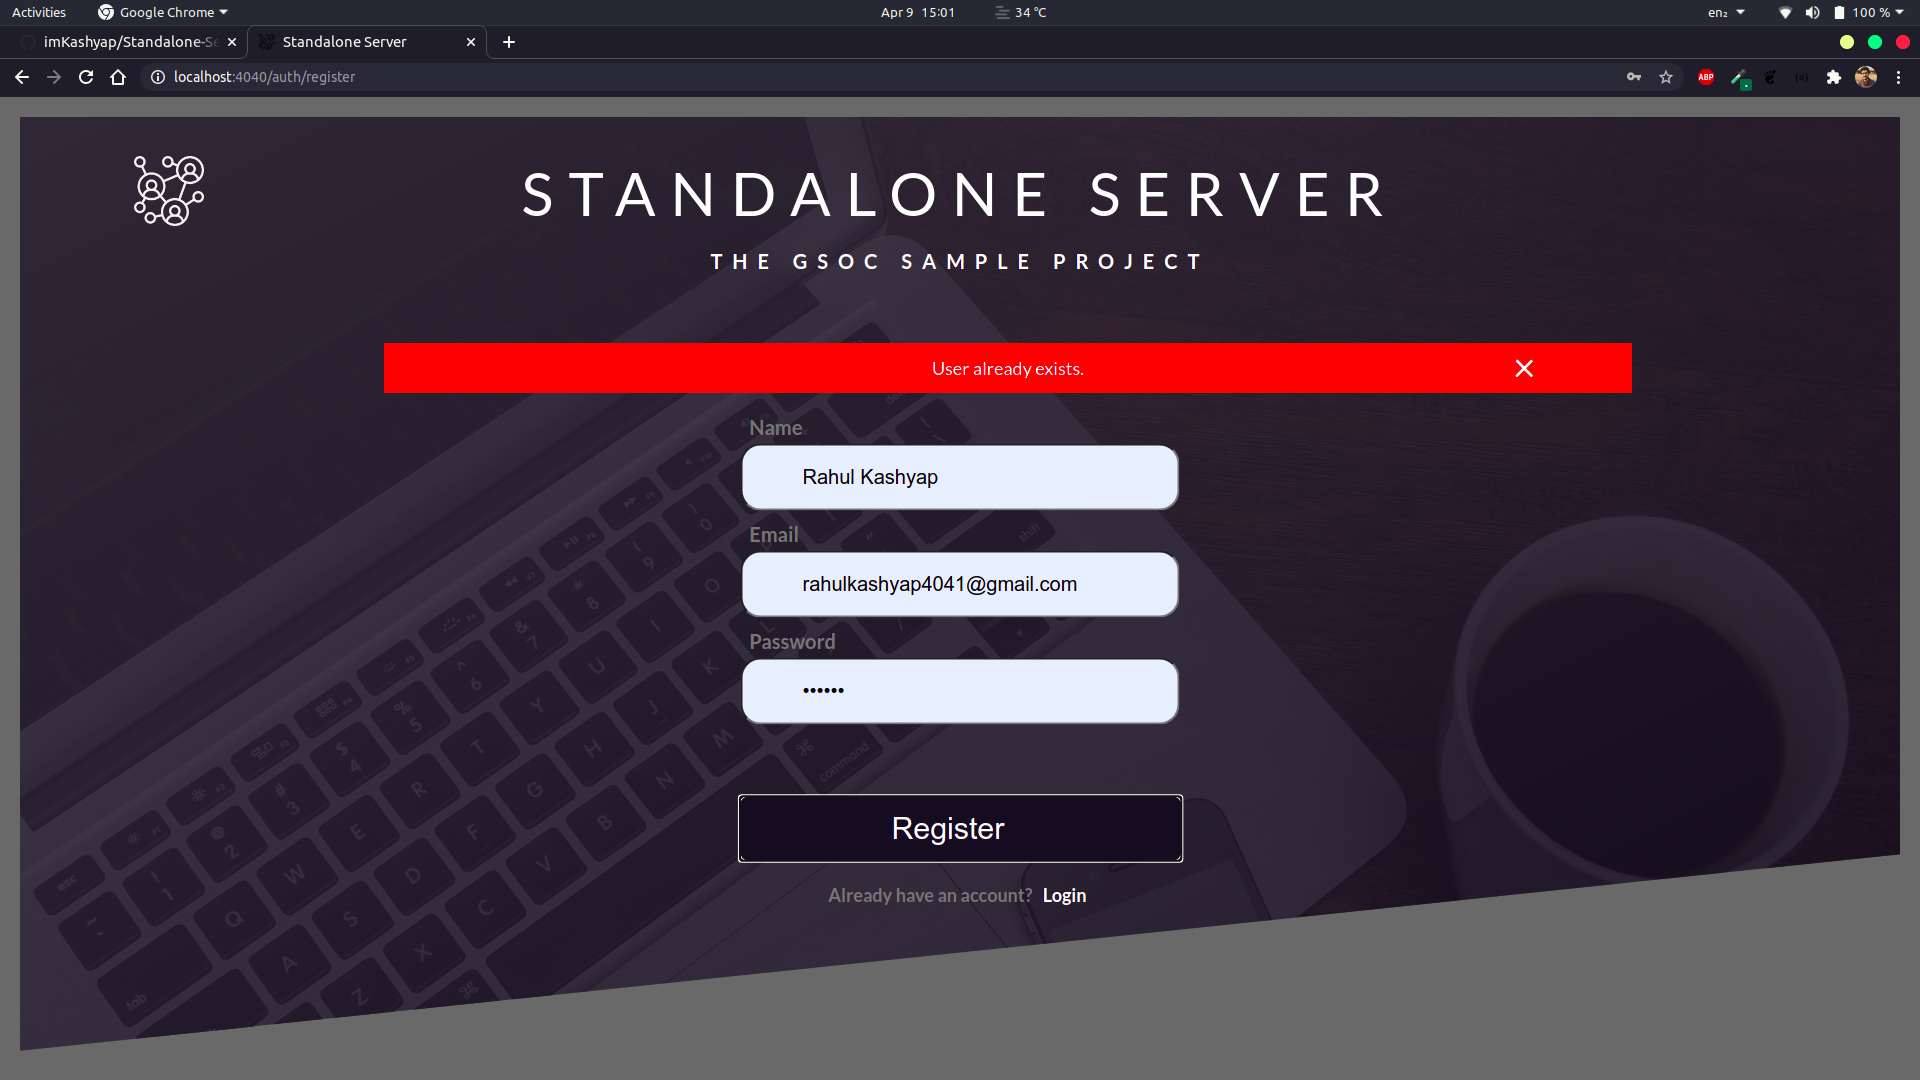 Activities Google Chrome Apr 9 15:01 34 °C en₂ 100 %
imKashyap/Standalone-Se Standalone Server
localhost:4040/auth/register ABP
STANDALONE SERVER
THE GSOC SAMPLE PROJECT
User already exists.
Name
Rahul Kashyap
Email
rahulkashyap4041@gmail.com
Password
••••••
Register
Already have an account? Login